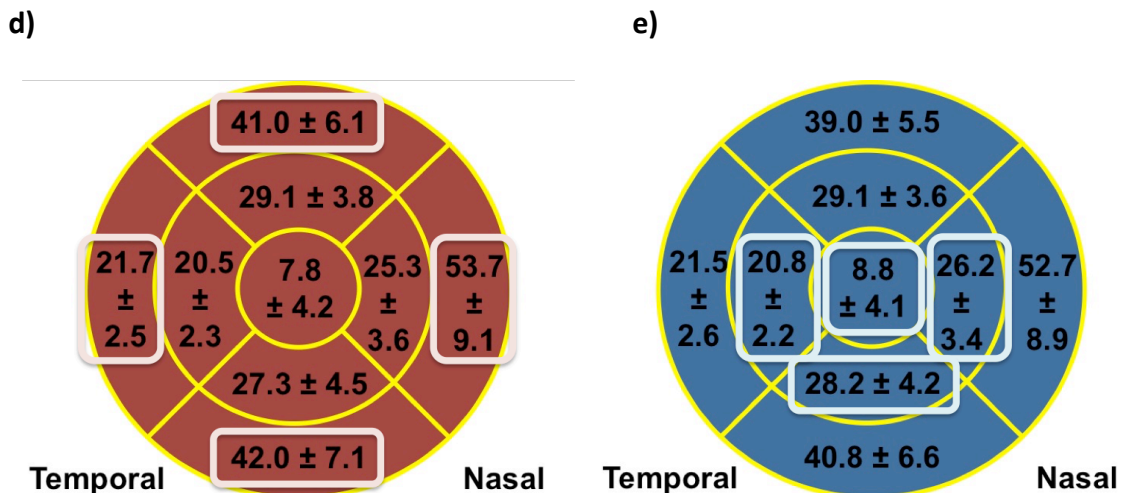 d)
41.0 ± 6.1
29.1 ± 3.8
21.7
±
2.5
20.5
±
2.3
7.8
± 4.2
25.3
±
3.6
53.7
±
9.1
27.3 ± 4.5
42.0 ± 7.1
Temporal
Nasal
e)
39.0 ± 5.5
29.1 ± 3.6
21.5
±
2.6
20.8
±
2.2
8.8
± 4.1
26.2
±
3.4
52.7
±
8.9
28.2 ± 4.2
40.8 ± 6.6
Temporal
Nasal